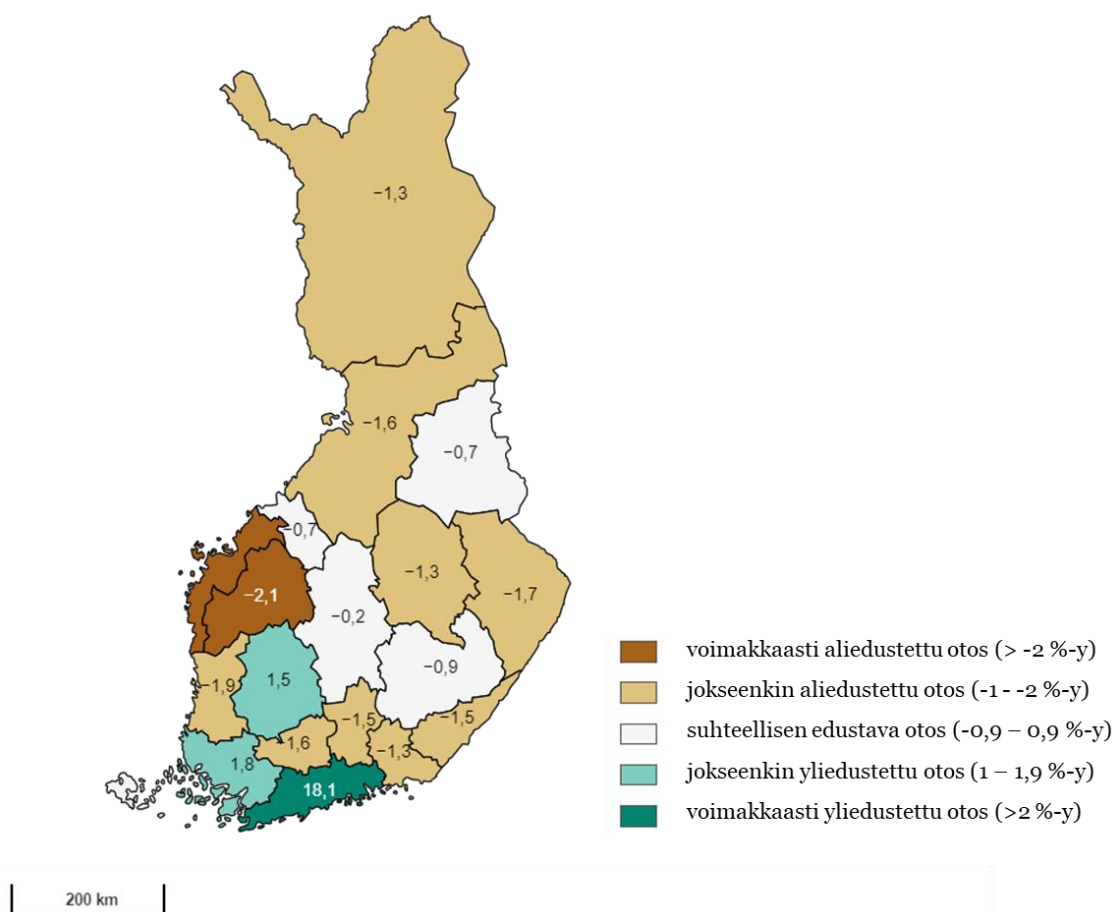 −1,3
−1,6
−0,7
−0,7
−1,3
−2,1
−1,7
−0,2
−0,9
−1,9
1,5
−1,5
−1,5
−1,6
−1,3
1,8
18,1
voimakkaasti aliedustettu otos (> -2 %-y)
jokseenkin aliedustettu otos (-1 - -2 %-y)
suhteellisen edustava otos (-0,9 – 0,9 %-y)
jokseenkin yliedustettu otos (1 – 1,9 %-y)
voimakkaasti yliedustettu otos (>2 %-y)
200 km